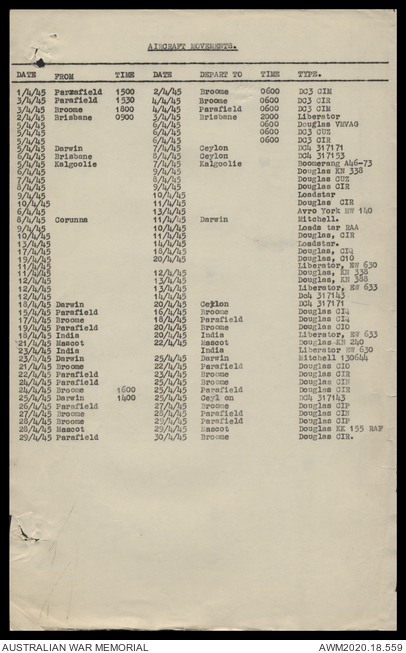 AIRCRAFT MOVEMENTS.
DATE FROM TIME DATE DEPART TO TIME TYPE.
1/4/45 Parafield 1500 2/4/45 Broome 0600 DC3 CIM
3/4/45 Parafield 1530 4/4/45 Broome 0600 DC3 CIR
3/4/45 Broome 1800 4/4/45 Parafield 0600 DC3 CIM
2/4/45 Brisbane 0900 3/4/45 Brisbane 2000 Liberator
5/4/45 6/4/45 0600 Douglas VMVAG
5/4/45 6/4/45 0600 DC3 CUZ
5/4/45 6/4/45 0600 DC3 CIR
5/4/45 Darwin 7/4/45 Ceylon DC4 317171
6/4/45 Brisbane 6/4/45 Ceylon DC4 317153
5/4/45 Kalgoolie 7/4/45 Kalgoolie Boomerang A46-73
6/4/45 9/4/45 Douglas KN 338
7/4/45 8/4/45 Douglas CUZ
8/4/45 9/4/45 Douglas CIR
9/4/45 10/4/45 Lodestar
10/4/45 11/4/45 Douglas CIR
6/4/45 13/4/45 Avro York MW 140
8/4/45 Corunna 11/4/45 Darwin Mitchell.
9/4/45 10/4/45 Loads tar RAA
10/4/45 11/4/45 Douglas, CIR
13/4/45 14/4/45 Loadstar.
17/4/45 18/4/45 Douglas,
19/4/45 20/4/45 Douglas, CIO
11/4/45 Liberator, EW 630
11/4/45 12/4/45 Douglas, KN 338
12/4/45 13/4/45 Douglas, KN 388
12/4/45 13/4/45 Liberator, EW 633
12/4/45 14/4/45 Dc4 317143
18/4/45 Darwin 20/4/45 Ceylon DC4 317171
15/4/45 Parafield 16/4/45 Broome Douglas
17/4/45 Broome 18/4/45 Parafield Douglas
19/4/45 Parafield 20/4/45 Broome Douglas CIO
18/4/45 India 20/4/45 India Liberator, EW 633
21/4/45 Mascot 22/4/45 Mascot Douglas KN 240
23/4/45 India India Liberator EW 630
23/4/45 Darwin 25/4/45 Darwin Mitchell 130644
21/4/45 Broome 22/4/45 Parafield Douglas CIO
22/4/45 Parafield 23/4/45 Broome Douglas CIR
24/4/45 Parafield 25/4/45 Broome Douglas CIN
24/4/45 Broome 1600 25/4/45 Parafield Douglas CIR
25/4/45 Darwin 1400 25/4/45 Ceyl on DC4 317143
26/4/45 Parafield 27/4/45 Broome Douglas CIP
27/4/45 Broome 28/4/45 Parafield Douglas CIN
28/4/45 Broome 29/4/45 Parafield Douglas CIP
28/4/45 Mascot 29/4/45 Mascot Douglas KK 155 RAF
29/4/45 Parafield 30/4/45 Broome Douglas CIR.
AUSTRALIAN WAR MEMORIAL AWM2020.18.559